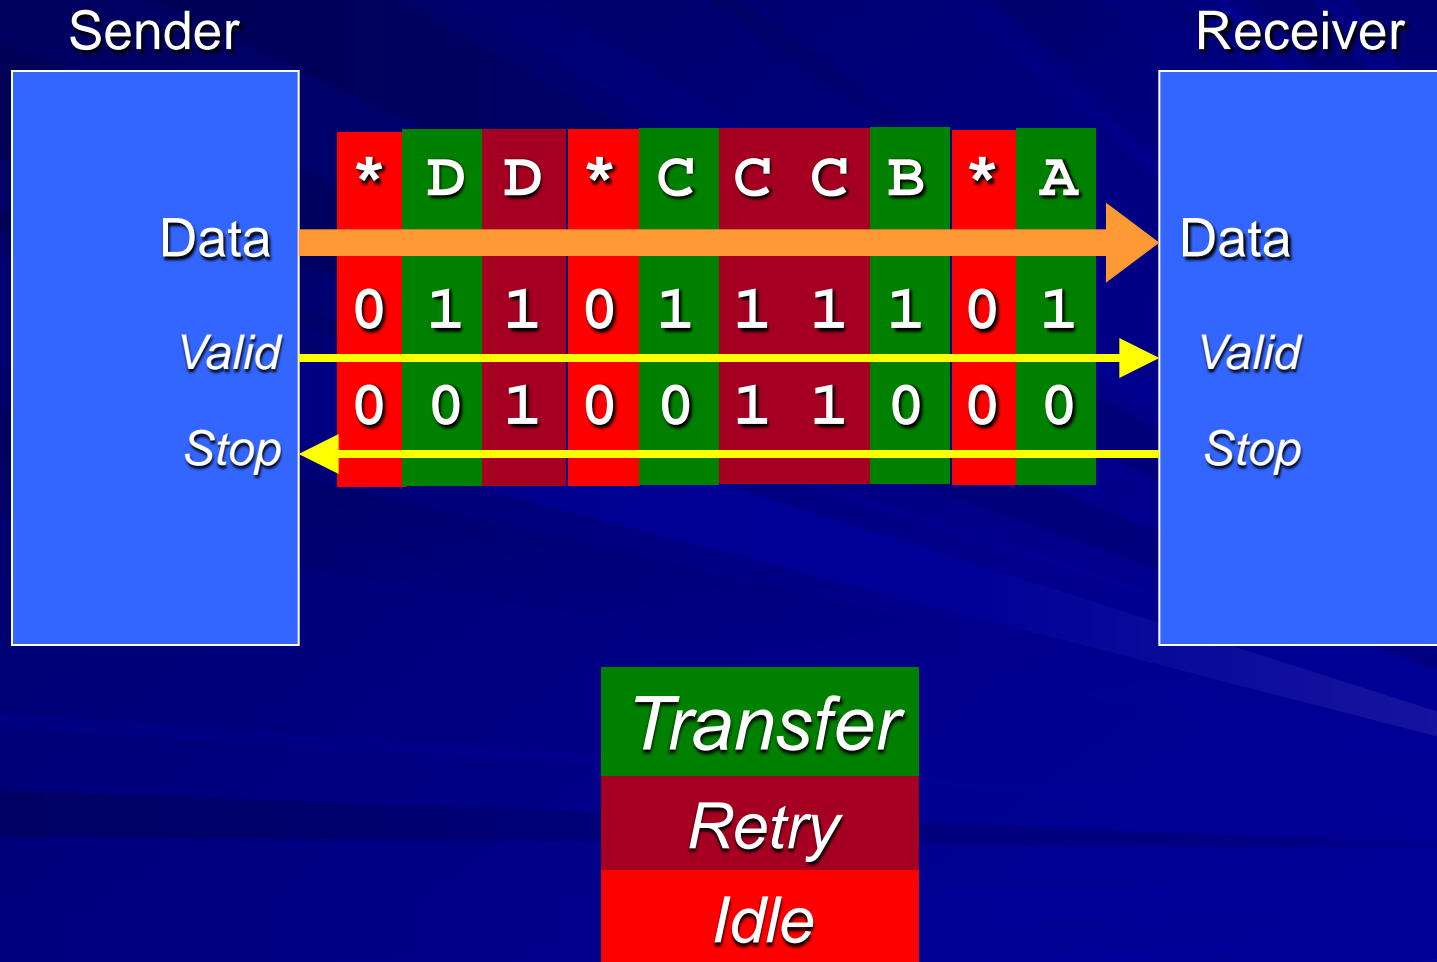 Sender Receiver
* D D * C C C B * A
Data Data
0 1 1 0 1 1 1 1 0 1
Valid Valid
0 0 1 0 0 1 1 0 0 0
Stop Stop
Transfer
Retry
Idle